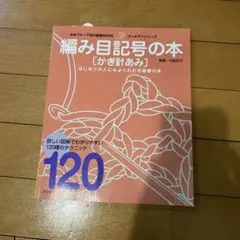 編み目記号の本
[かぎ針あみ]
はじめての人にもよくわかる基礎の本
詳しい図解でわかりやすい
120種のテクニック
120